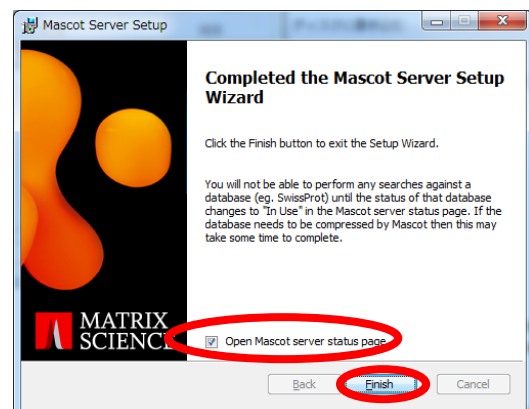 Mascot Server Setup
Completed the Mascot Server Setup
Wizard
Click the Finish button to exit the Setup Wizard.
You will not be able to perform any searches against a
database (eg. SwissProt) until the status of that database
changes to "In Use" in the Mascot server status page. If the
database needs to be compressed by Mascot then this may
take some time to complete.
MATRIX
SCIENCE
Open Mascot server status page
Back Finish Cancel